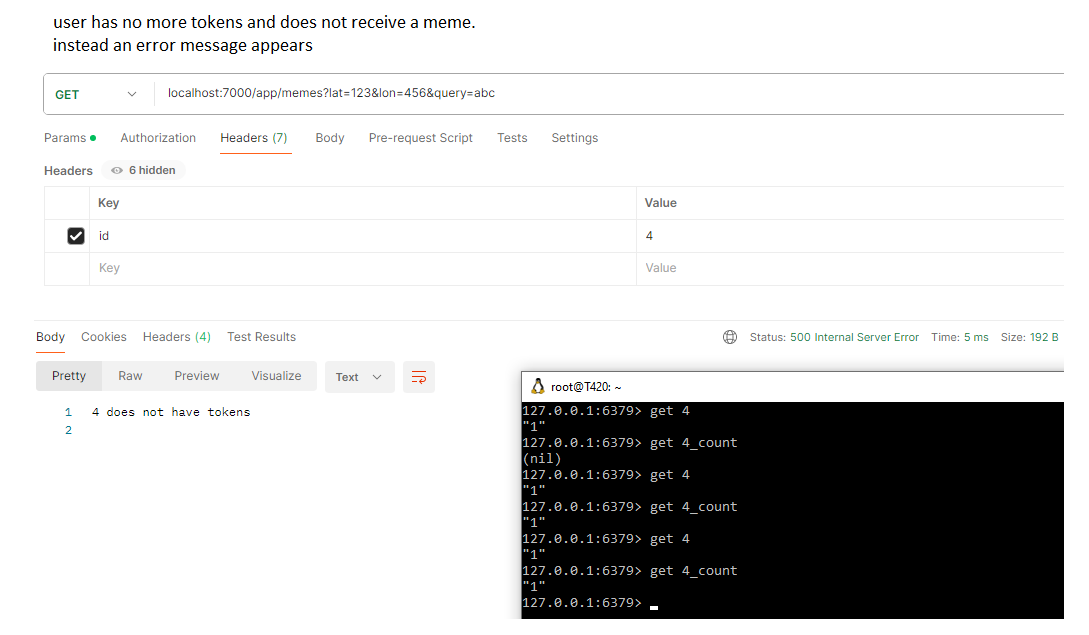 user has no more tokens and does not receive a meme.
instead an error message appears
GET localhost:7000/app/memes?lat=123&lon=456&query=abc
Params Authorization Headers (7) Body Pre-request Script Tests Settings
Headers 6 hidden
Key Value
id 4
Key Value
Body Cookies Headers (4) Test Results Status: 500 Internal Server Error Time: 5 ms Size: 192 B
Pretty Raw Preview Visualize Text
1 4 does not have tokens
2
root@T420: ~
127.0.0.1:6379> get 4
"1"
127.0.0.1:6379> get 4_count
(nil)
127.0.0.1:6379> get 4
"1"
127.0.0.1:6379> get 4_count
"1"
127.0.0.1:6379> get 4
"1"
127.0.0.1:6379> get 4_count
"1"
127.0.0.1:6379>